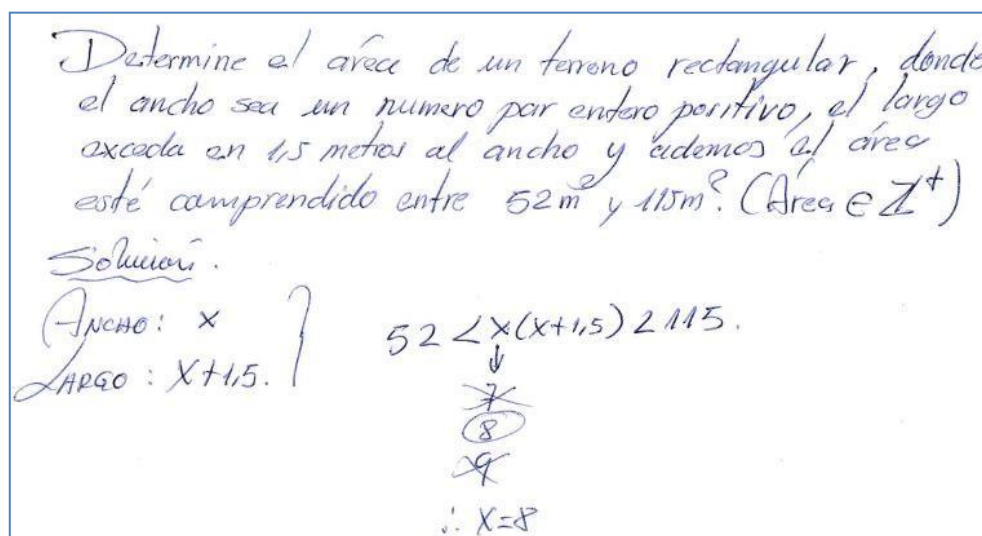 Determine el área de un terreno rectangular, donde
el ancho sea un numero par entero positivo, el largo
exceda en 1,5 metros al ancho y ademas el área
esté comprendido entre 52m² y 115m². (Área ∈ Z⁺)
Solución.
ANCHO: x
LARGO: X+1,5.
52 < x(x+1,5) < 115.
↓
7
8
9
∴ X=8